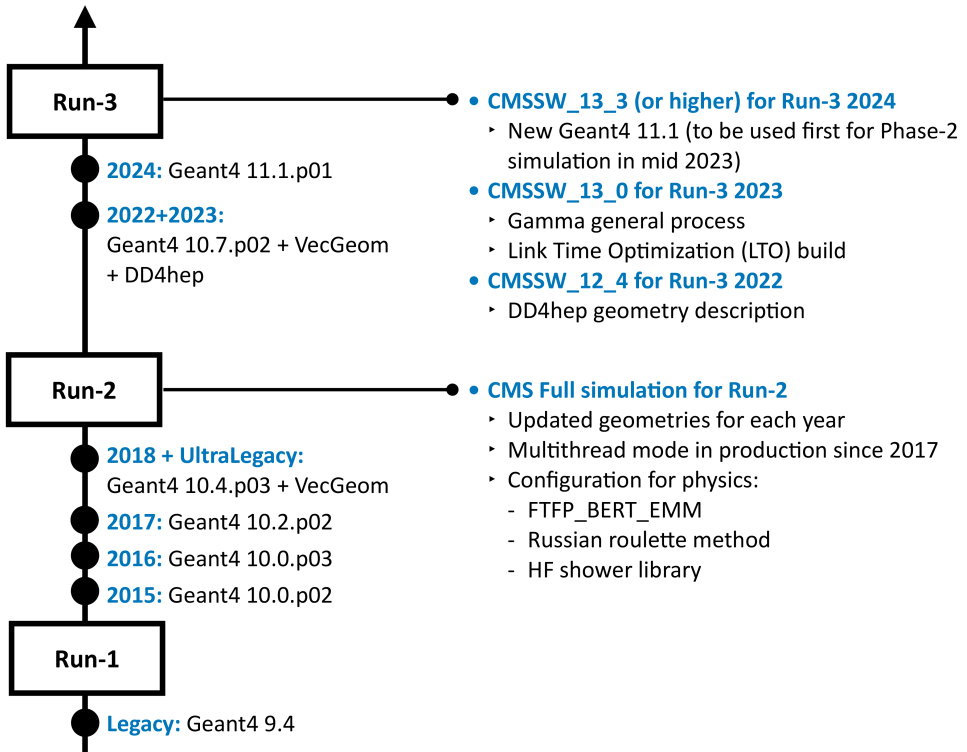 Run-3
2024: Geant4 11.1.p01
2022+2023:
Geant4 10.7.p02 + VecGeom
+ DD4hep
• CMSSW_13_3 (or higher) for Run-3 2024
‣ New Geant4 11.1 (to be used first for Phase-2
simulation in mid 2023)
• CMSSW_13_0 for Run-3 2023
‣ Gamma general process
‣ Link Time Optimization (LTO) build
• CMSSW_12_4 for Run-3 2022
‣ DD4hep geometry description
Run-2
2018 + UltraLegacy:
Geant4 10.4.p03 + VecGeom
2017: Geant4 10.2.p02
2016: Geant4 10.0.p03
2015: Geant4 10.0.p02
• CMS Full simulation for Run-2
‣ Updated geometries for each year
‣ Multithread mode in production since 2017
‣ Configuration for physics:
- FTFP_BERT_EMM
- Russian roulette method
- HF shower library
Run-1
Legacy: Geant4 9.4